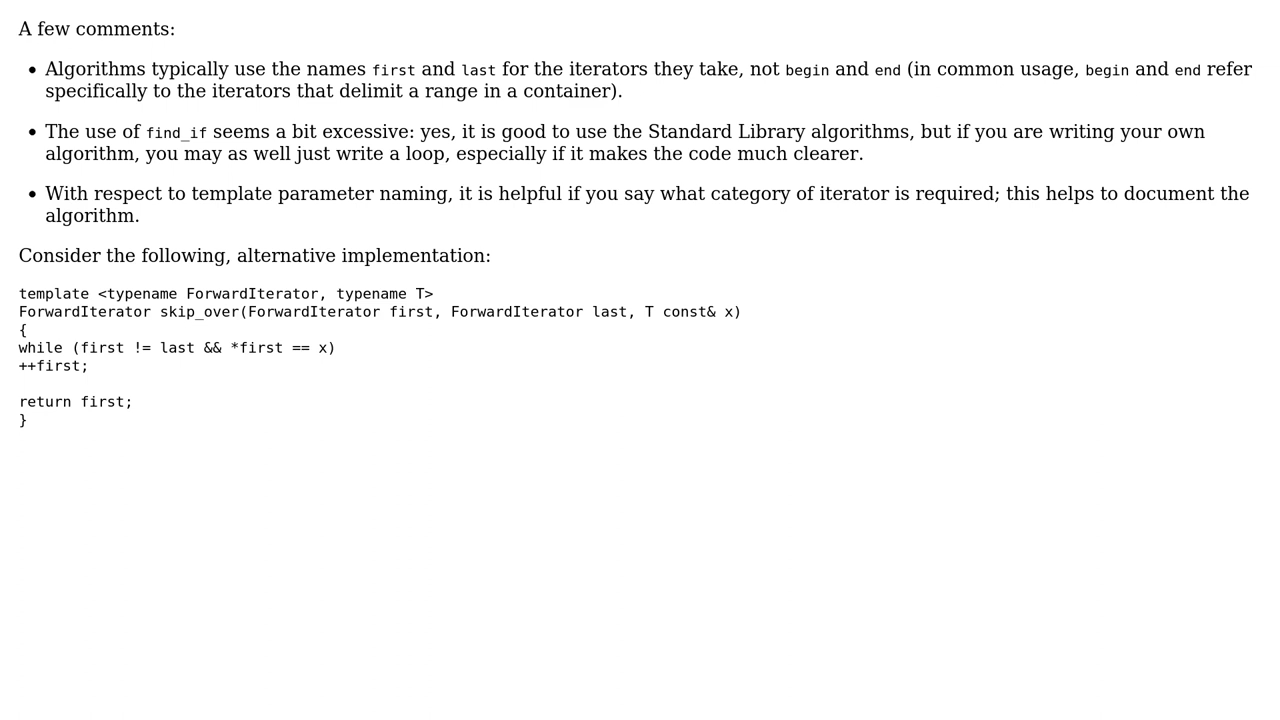 A few comments:
• Algorithms typically use the names first and last for the iterators they take, not begin and end (in common usage, begin and end refer
specifically to the iterators that delimit a range in a container).
• The use of find_if seems a bit excessive: yes, it is good to use the Standard Library algorithms, but if you are writing your own
algorithm, you may as well just write a loop, especially if it makes the code much clearer.
• With respect to template parameter naming, it is helpful if you say what category of iterator is required; this helps to document the
algorithm.
Consider the following, alternative implementation:
template <typename ForwardIterator, typename T>
ForwardIterator skip_over(ForwardIterator first, ForwardIterator last, T const& x)
{
while (first != last && *first == x)
++first;

return first;
}